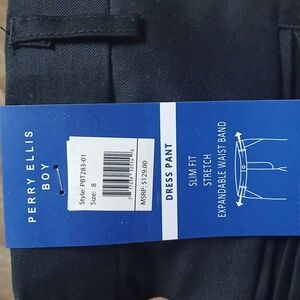 PERRY ELLIS
BOY
Style: PBT283-01
Size: 8
MSRP: $129.00
DRESS PANT
SLIM FIT
STRETCH
EXPANDABLE WAIST BAND